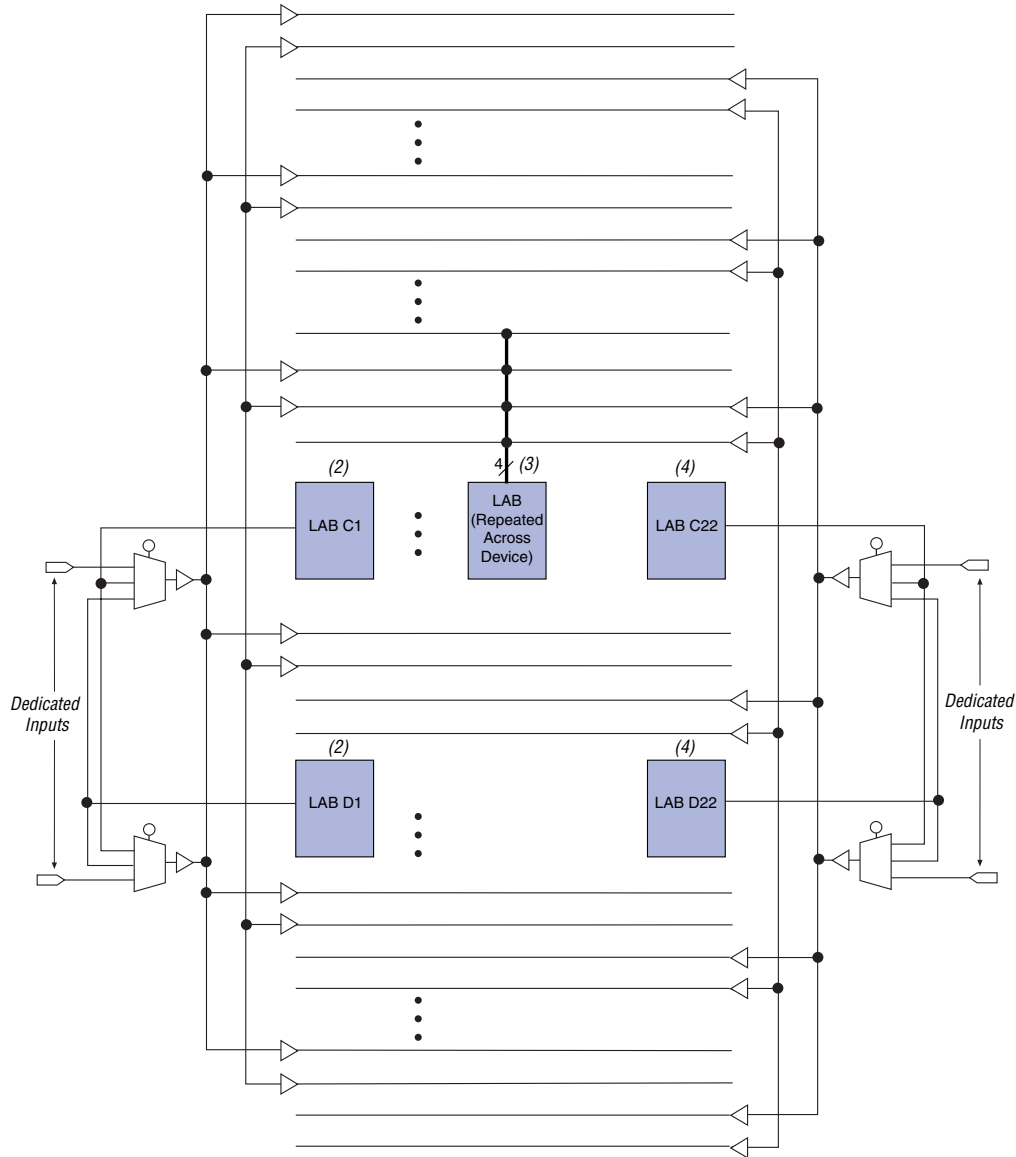 4
(3)
(2)
(4)
LAB C1
LAB
(Repeated
Across
Device)
LAB C22
Dedicated
Inputs
Dedicated
Inputs
(2)
(4)
LAB D1
LAB D22